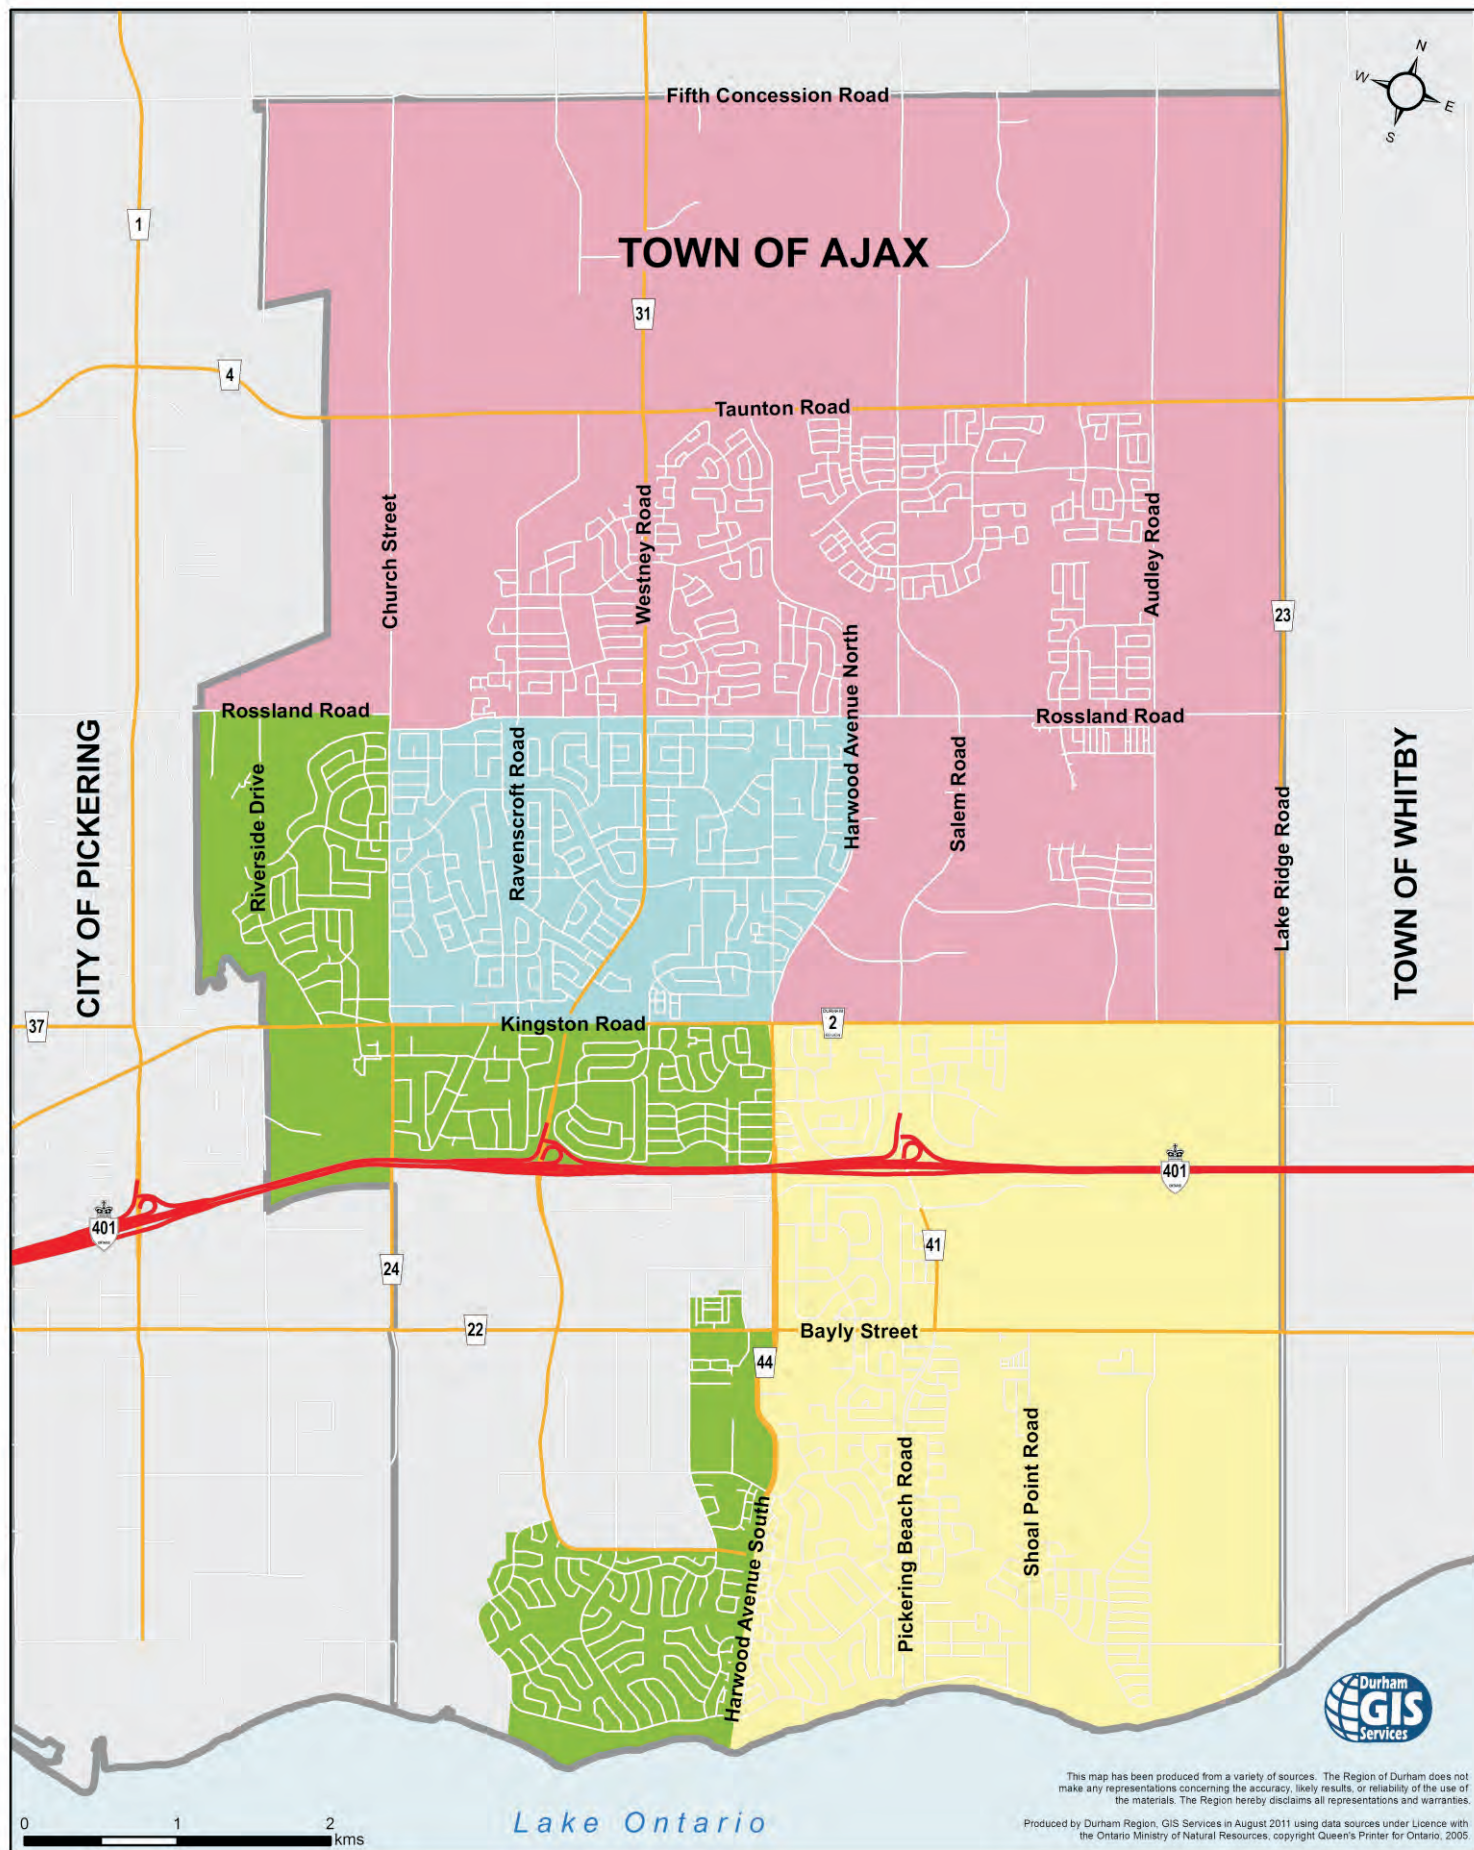 N
W
E
S
Fifth Concession Road
1
TOWN OF AJAX
31
4
Taunton Road
Church Street
Westney Road
Audley Road
23
Harwood Avenue North
Rossland Road
Rossland Road
CITY OF PICKERING
Riverside Drive
Ravenscroft Road
Salem Road
Lake Ridge Road
TOWN OF WHITBY
37
Kingston Road
2
401
401
24
41
22
Bayly Street
44
Pickering Beach Road
Shoal Point Road
Harwood Avenue South
Durham
GIS
Services
This map has been produced from a variety of sources. The Region of Durham does not
make any representations concerning the accuracy, likely results, or reliability of the use of
the materials. The Region hereby disclaims all representations and warranties.
Lake Ontario
Produced by Durham Region, GIS Services in August 2011 using data sources under Licence with
the Ontario Ministry of Natural Resources, copyright Queen's Printer for Ontario, 2005
0 1 2
kms